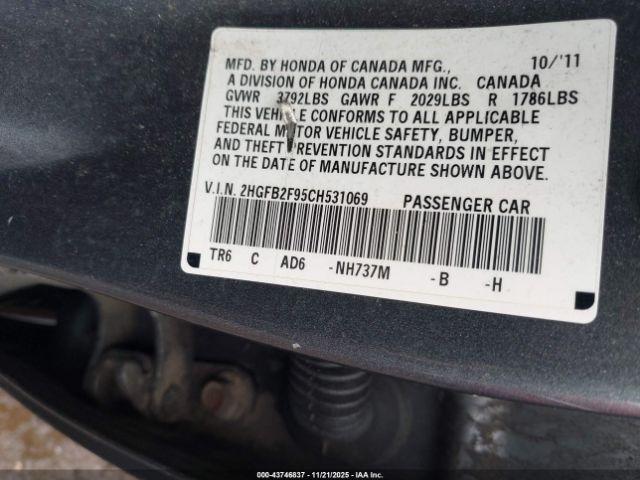 MFD. BY HONDA OF CANADA MFG., 10/'11
A DIVISION OF HONDA CANADA INC. CANADA
GVWR 3792LBS GAWR F 2029LBS R 1786LBS
THIS VEHICLE CONFORMS TO ALL APPLICABLE
FEDERAL MOTOR VEHICLE SAFETY, BUMPER,
AND THEFT PREVENTION STANDARDS IN EFFECT
ON THE DATE OF MANUFACTURE SHOWN ABOVE.
V.I.N. 2HGFB2F95CH531069 PASSENGER CAR
TR6 C AD6 -NH737M -B -H
000-43746837 - 11/21/2025 - IAAI.COM